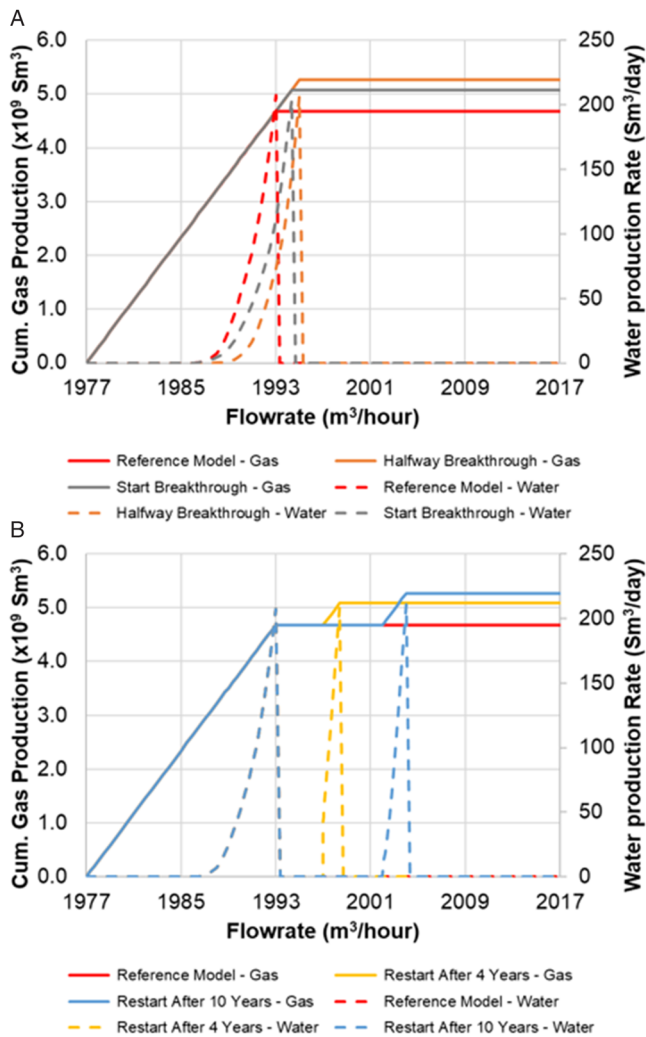 A
6.0 250
5.0 200
4.0 150
3.0
2.0 100
1.0 50
0.0 0
Cum. Gas Production (x10⁹ Sm³)
Water production Rate (Sm³/day)
1977 1985 1993 2001 2009 2017
Flowrate (m³/hour)
Reference Model - Gas Halfway Breakthrough - Gas
Start Breakthrough - Gas Reference Model - Water
Halfway Breakthrough - Water Start Breakthrough - Water
B
6.0 250
5.0 200
4.0 150
3.0
2.0 100
1.0 50
0.0 0
Cum. Gas Production (x10⁹ Sm³)
Water production Rate (Sm³/day)
1977 1985 1993 2001 2009 2017
Flowrate (m³/hour)
Reference Model - Gas Restart After 4 Years - Gas
Restart After 10 Years - Gas Reference Model - Water
Restart After 4 Years - Water Restart After 10 Years - Water